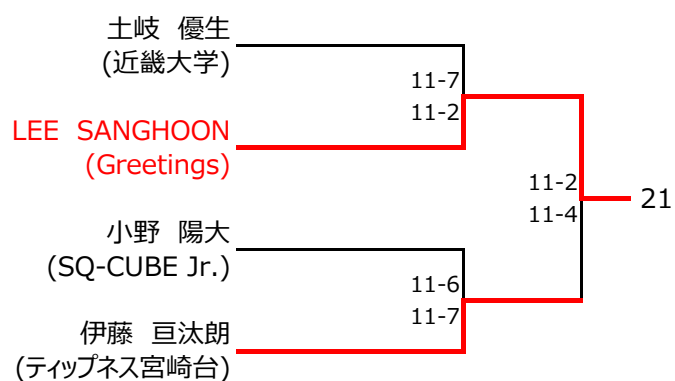 土岐 優生
(近畿大学)
11-7
11-2
LEE SANGHOON
(Greetings)
11-2
11-4
21
小野 陽大
(SQ-CUBE Jr.)
11-6
11-7
伊藤 亘汰朗
(ティップネス宮崎台)